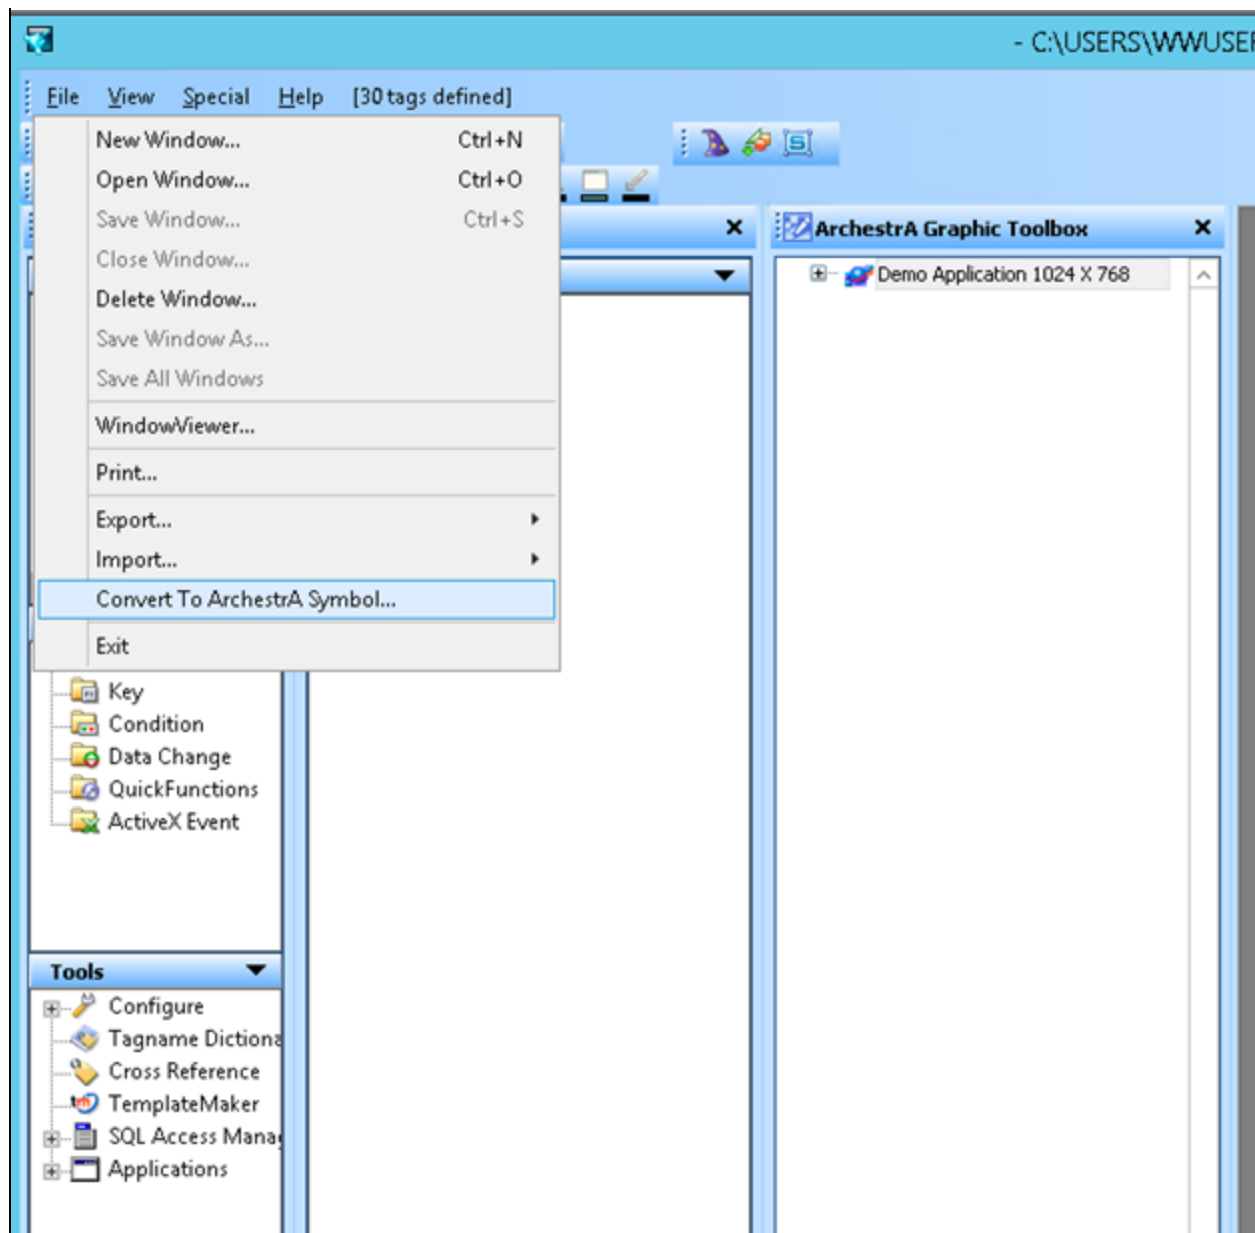 - C:\USERS\WWUSER
File View Special Help [30 tags defined]
New Window... Ctrl+N
Open Window... Ctrl+O
Save Window... Ctrl+S
Close Window...
Delete Window...
Save Window As...
Save All Windows
WindowViewer...
Print...
Export...
Import...
Convert To ArchestrA Symbol...
Exit
ArchestrA Graphic Toolbox
Demo Application 1024 X 768
Key
Condition
Data Change
QuickFunctions
ActiveX Event
Tools
Configure
Tagname Dictiona
Cross Reference
TemplateMaker
SQL Access Mana
Applications